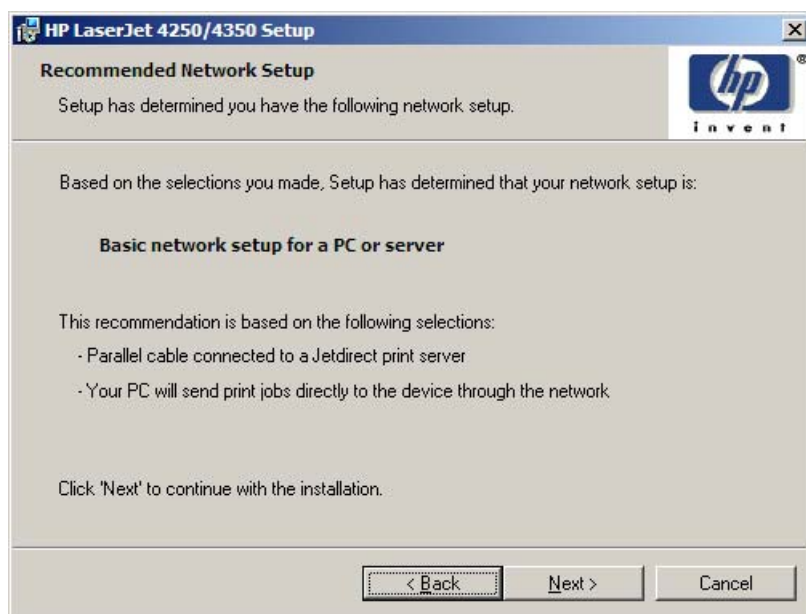 HP LaserJet 4250/4350 Setup
Recommended Network Setup
Setup has determined you have the following network setup.
hp ®
invent
Based on the selections you made, Setup has determined that your network setup is:
Basic network setup for a PC or server
This recommendation is based on the following selections:
- Parallel cable connected to a Jetdirect print server
- Your PC will send print jobs directly to the device through the network
Click 'Next' to continue with the installation.
< Back
Next >
Cancel